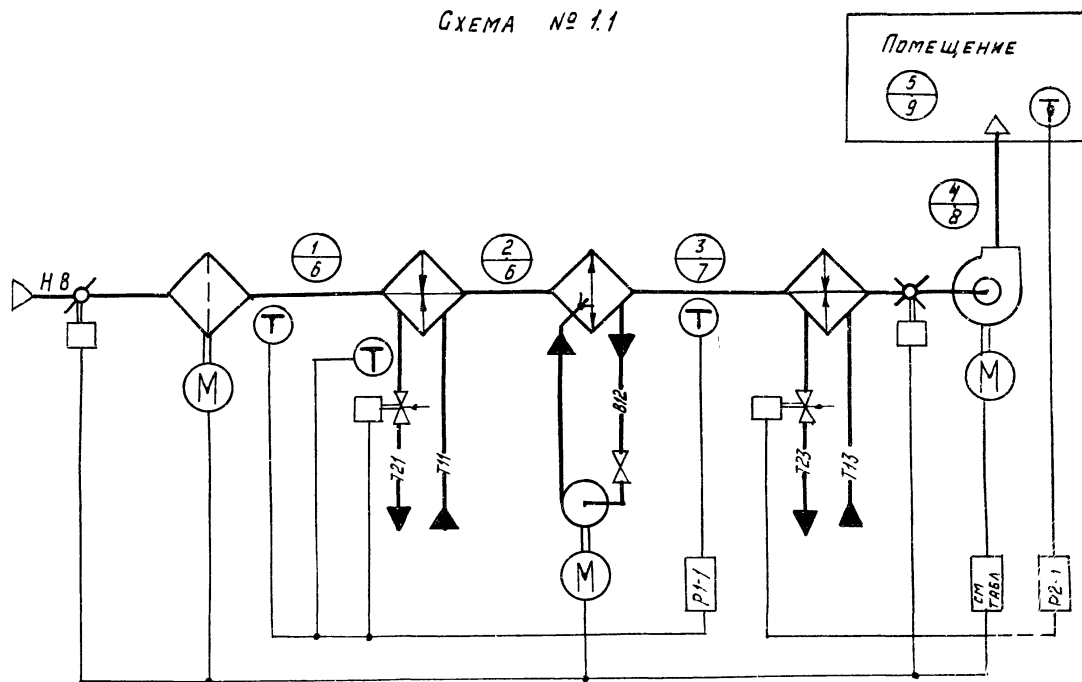 СХЕМА № 1.1
ПОМЕЩЕНИЕ
5
9
Т
4
8
1
6
2
6
3
7
НВ
Т
Т
Т
М
М
В12
Т21
Т11
Т23
Т13
М
Р1-1
СМ
ТАБЛ
Р2-1